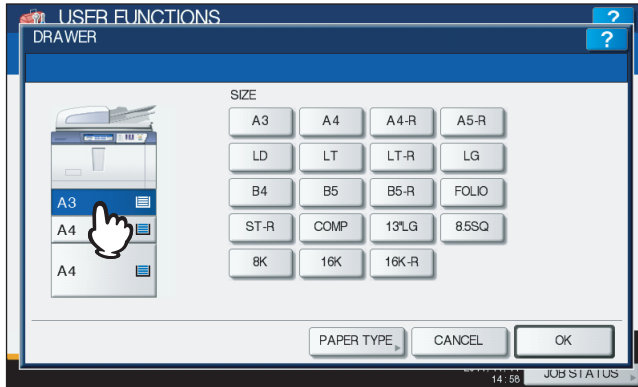 USER FUNCTIONS ?
DRAWER ?
SIZE
A3 A4 A4-R A5-R
LD LT LT-R LG
B4 B5 B5-R FOLIO
ST-R COMP 13"LG 8.5SQ
8K 16K 16K-R
A3
A4
A4
PAPER TYPE CANCEL OK
14:58 JOB STATUS